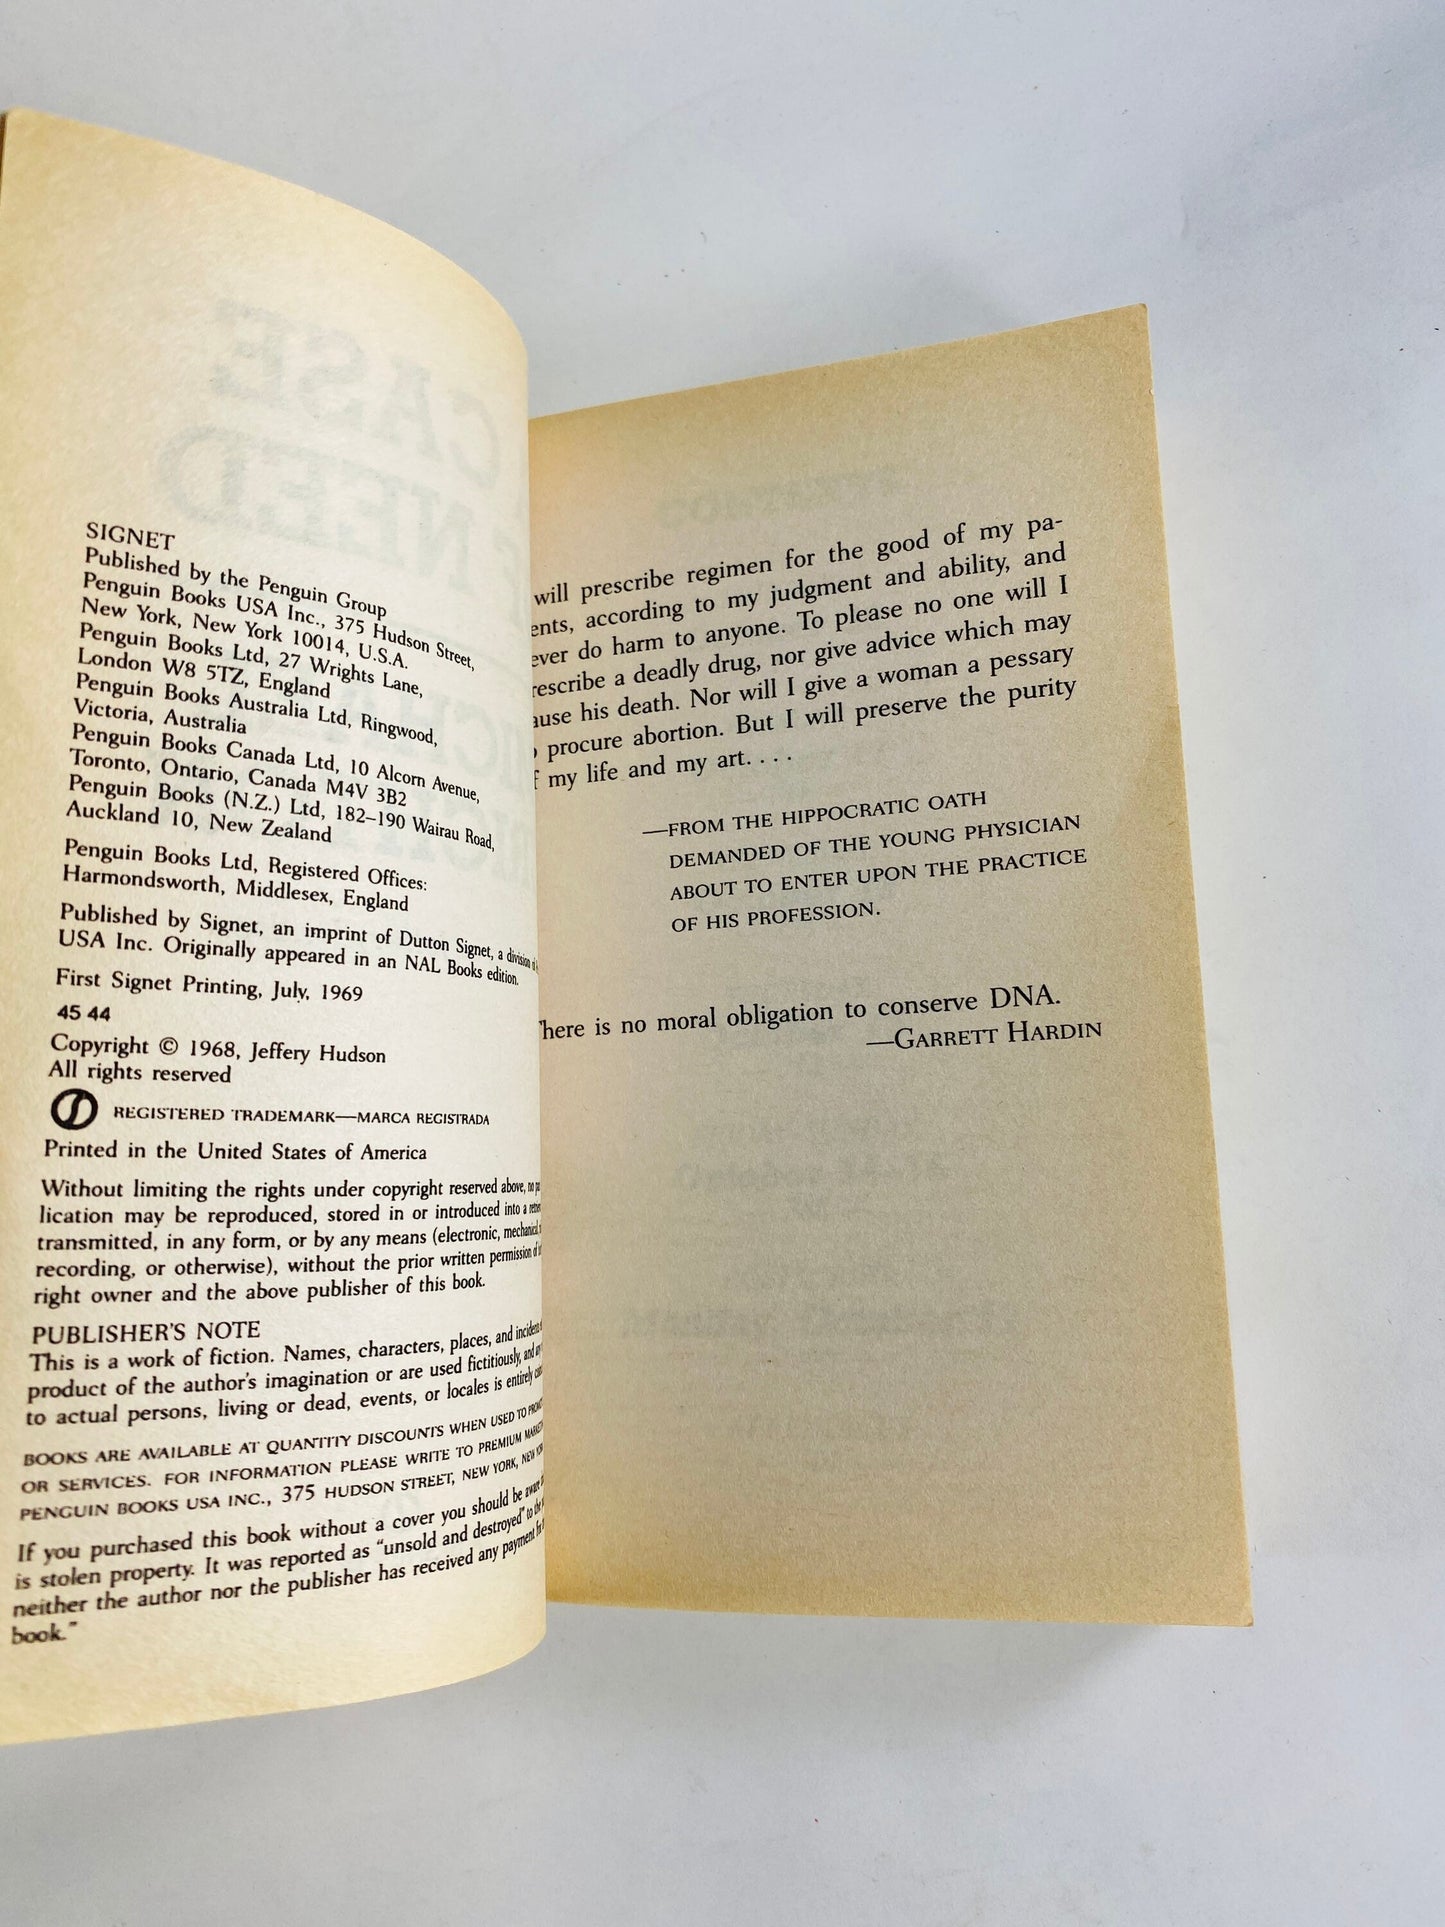 SIGNET
Published by the Penguin Group
Penguin Books USA Inc., 375 Hudson Street,
New York, New York 10014, U.S.A.
Penguin Books Ltd, 27 Wrights Lane,
London W8 5TZ, England
Penguin Books Australia Ltd, Ringwood,
Victoria, Australia
Penguin Books Canada Ltd, 10 Alcorn Avenue,
Toronto, Ontario, Canada M4V 3B2
Penguin Books (N.Z.) Ltd, 182–190 Wairau Road,
Auckland 10, New Zealand
Penguin Books Ltd, Registered Offices:
Harmondsworth, Middlesex, England
Published by Signet, an imprint of Dutton Signet, a division
USA Inc. Originally appeared in an NAL Books edition.
First Signet Printing, July, 1969
45 44
Copyright © 1968, Jeffery Hudson
All rights reserved
REGISTERED TRADEMARK—MARCA REGISTRADA
Printed in the United States of America
Without limiting the rights under copyright reserved above, no
lication may be reproduced, stored in or introduced into a
transmitted, in any form, or by any means (electronic, mechanical,
recording, or otherwise), without the prior written permission of
right owner and the above publisher of this book.
PUBLISHER'S NOTE
This is a work of fiction. Names, characters, places, and incidents
product of the author's imagination or are used fictitiously, and
to actual persons, living or dead, events, or locales is entirely
BOOKS ARE AVAILABLE AT QUANTITY DISCOUNTS WHEN USED TO
OR SERVICES. FOR INFORMATION PLEASE WRITE TO PREMIUM
PENGUIN BOOKS USA INC., 375 HUDSON STREET, NEW YORK, NEW
If you purchased this book without a cover you should be aware
is stolen property. It was reported as "unsold and destroyed" to the
neither the author nor the publisher has received any payment for
book."
will prescribe regimen for the good of my pa-
ents, according to my judgment and ability, and
ever do harm to anyone. To please no one will I
rescribe a deadly drug, nor give advice which may
ause his death. Nor will I give a woman a pessary
procure abortion. But I will preserve the purity
f my life and my art. . . .
—FROM THE HIPPOCRATIC OATH
DEMANDED OF THE YOUNG PHYSICIAN
ABOUT TO ENTER UPON THE PRACTICE
OF HIS PROFESSION.
There is no moral obligation to conserve DNA.
—GARRETT HARDIN